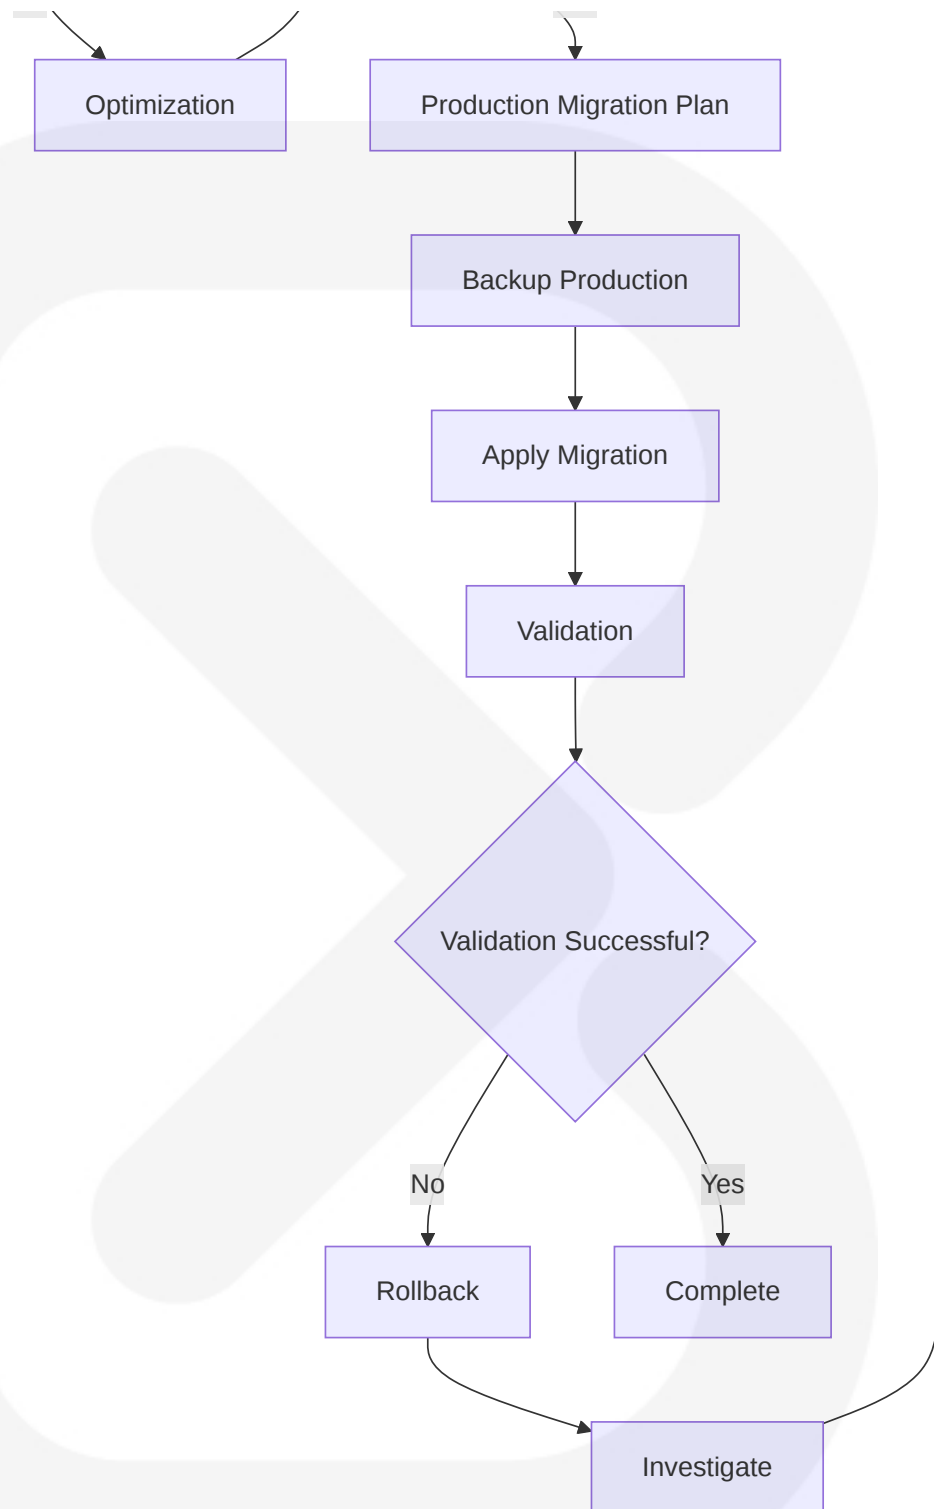 Optimization
Production Migration Plan
Backup Production
Apply Migration
Validation
Validation Successful?
No
Yes
Rollback
Complete
Investigate